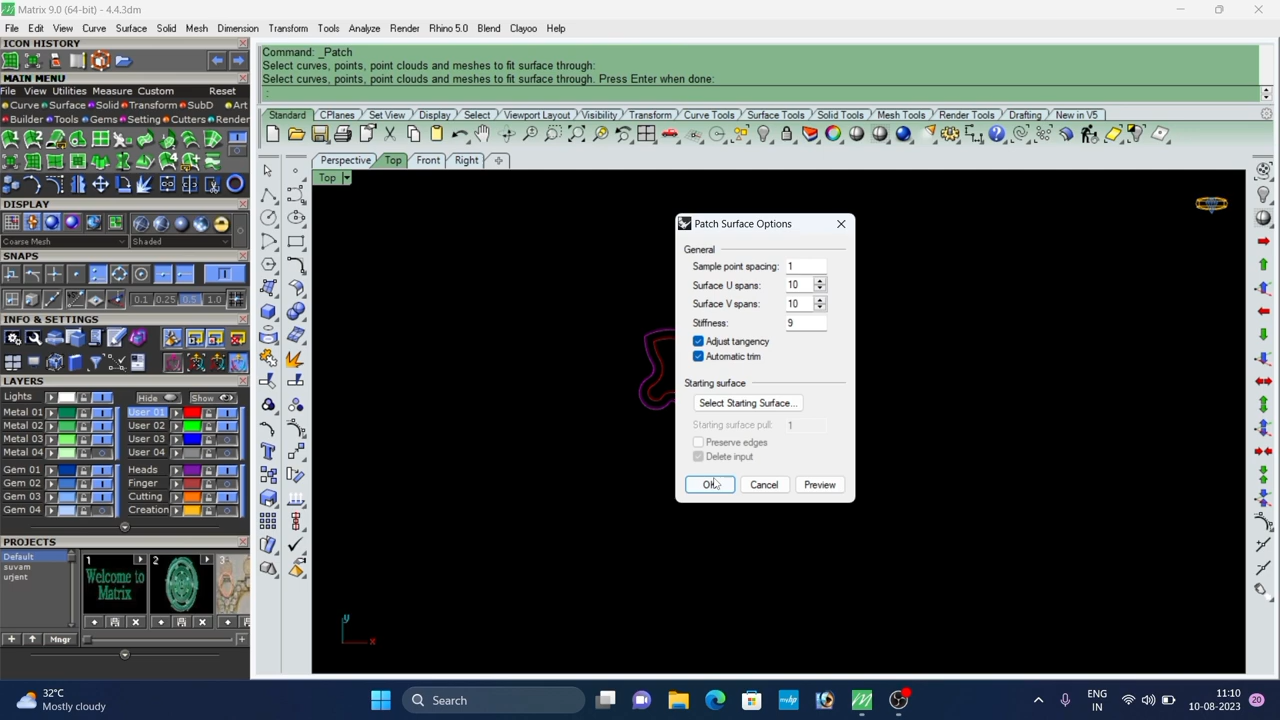 Matrix 9.0 (64-bit) - 4.4.3dm
File Edit View Curve Surface Solid Mesh Dimension Transform Tools Analyze Render Rhino 5.0 Blend Clayoo Help
ICON HISTORY
MAIN MENU
File View Utilities Measure Custom Reset
Curve Surface Solid Transform SubD Art
Builder Tools Gems Setting Cutters Render
DISPLAY
Coarse Mesh Shaded
SNAPS
0.1 0.25 0.5 1.0
INFO & SETTINGS
LAYERS
Lights Hide Show
Metal 01 User 01
Metal 02 User 02
Metal 03 User 03
Metal 04 User 04
Gem 01 Heads
Gem 02 Finger
Gem 03 Cutting
Gem 04 Creation
PROJECTS
Default
suvam
urjent
1 2 3
Welcome to
Matrix
Mngr
Command: _Patch
Select curves, points, point clouds and meshes to fit surface through:
Select curves, points, point clouds and meshes to fit surface through. Press Enter when done:
:
Standard CPlanes Set View Display Select Viewport Layout Visibility Transform Curve Tools Surface Tools Solid Tools Mesh Tools Render Tools Drafting New in V5
Perspective Top Front Right
Top
Patch Surface Options
General
Sample point spacing: 1
Surface U spans: 10
Surface V spans: 10
Stiffness: 9
Adjust tangency
Automatic trim
Starting surface
Select Starting Surface...
Starting surface pull: 1
Preserve edges
Delete input
OK Cancel Preview
y
x
32°C
Mostly cloudy
Search
ENG
IN
11:10
10-08-2023
20